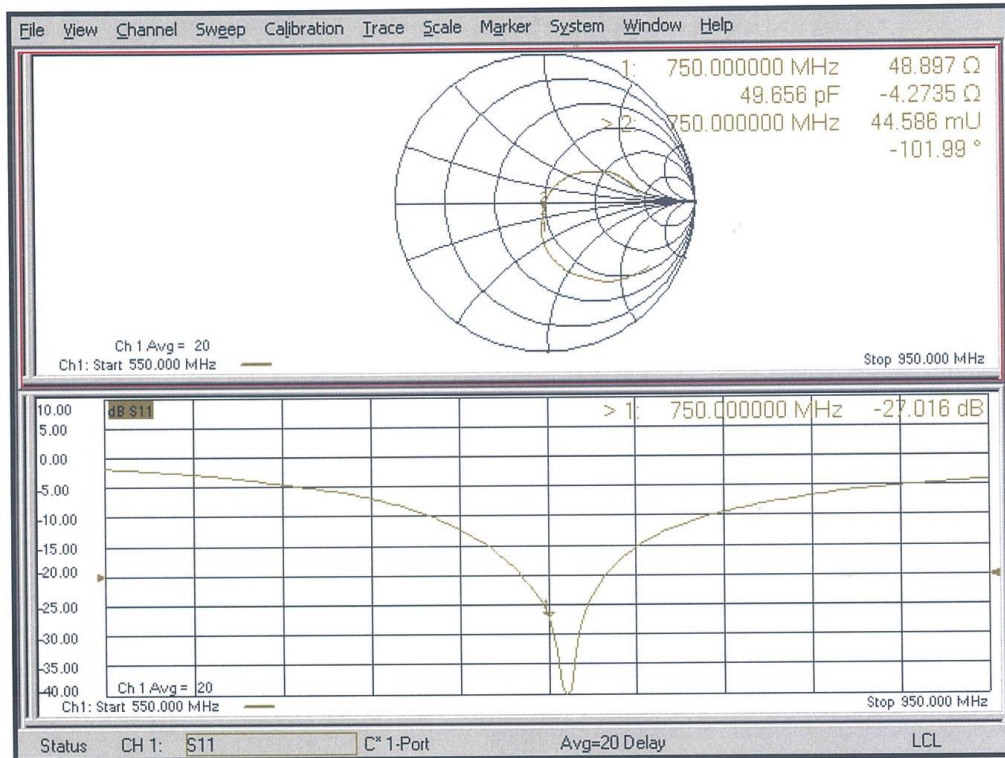 File View Channel Sweep Calibration Trace Scale Marker System Window Help
1: 750.000000 MHz 48.897 Ω
49.656 pF -4.2735 Ω
> 2: 750.000000 MHz 44.586 mU
-101.99 °
Ch 1 Avg = 20
Ch1: Start 550.000 MHz Stop 950.000 MHz
10.00 dB S11 > 1: 750.000000 MHz -27.016 dB
5.00
0.00
-5.00
-10.00
-15.00
-20.00
-25.00
-30.00
-35.00
-40.00 Ch 1 Avg = 20
Ch1: Start 550.000 MHz Stop 950.000 MHz
Status CH 1: S11 C* 1-Port Avg=20 Delay LCL